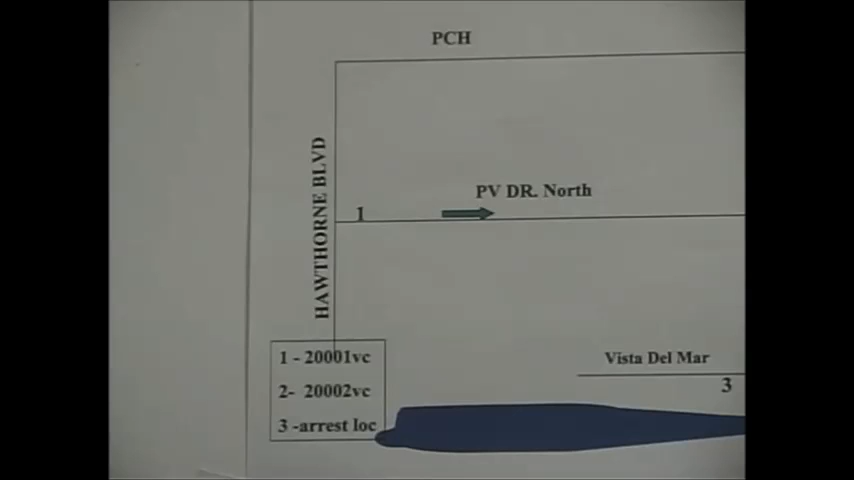 PCH
HAWTHORNE BLVD
PV DR. North
1
1 - 20001vc
2- 20002vc
3 -arrest loc
Vista Del Mar
3